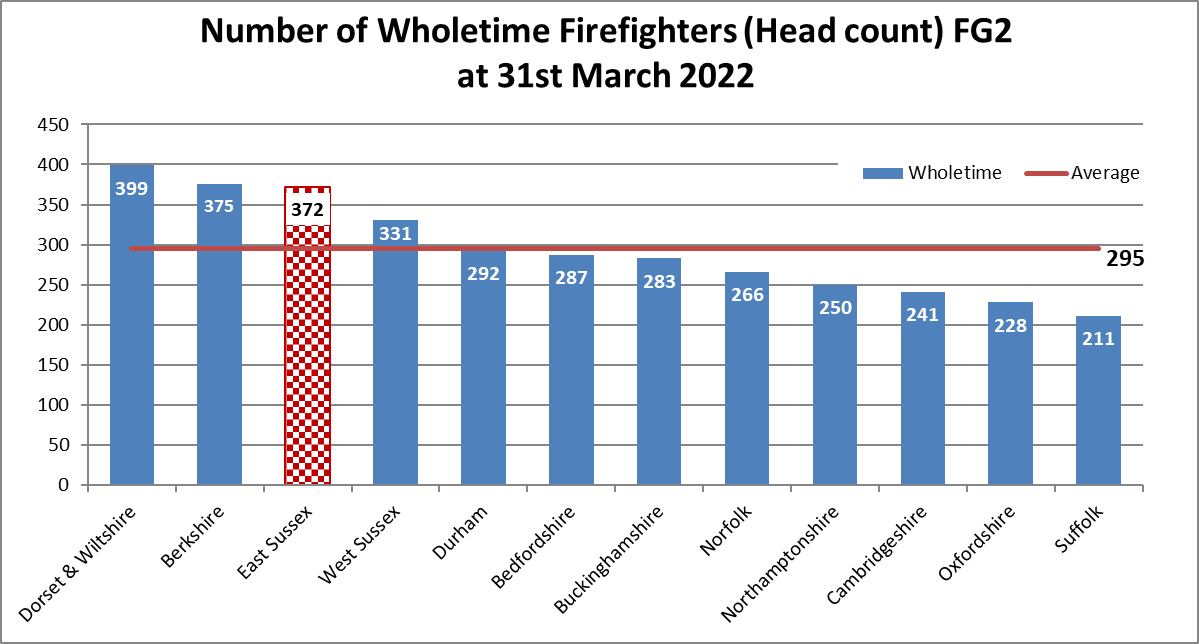 Number of Wholetime Firefighters (Head count) FG2
at 31st March 2022
450
400
350
300
250
200
150
100
50
0
Wholetime
Average
399
375
372
331
292
287
283
266
250
241
228
211
295
Dorset & Wiltshire
Berkshire
East Sussex
West Sussex
Durham
Bedfordshire
Buckinghamshire
Norfolk
Northamptonshire
Cambridgeshire
Oxfordshire
Suffolk